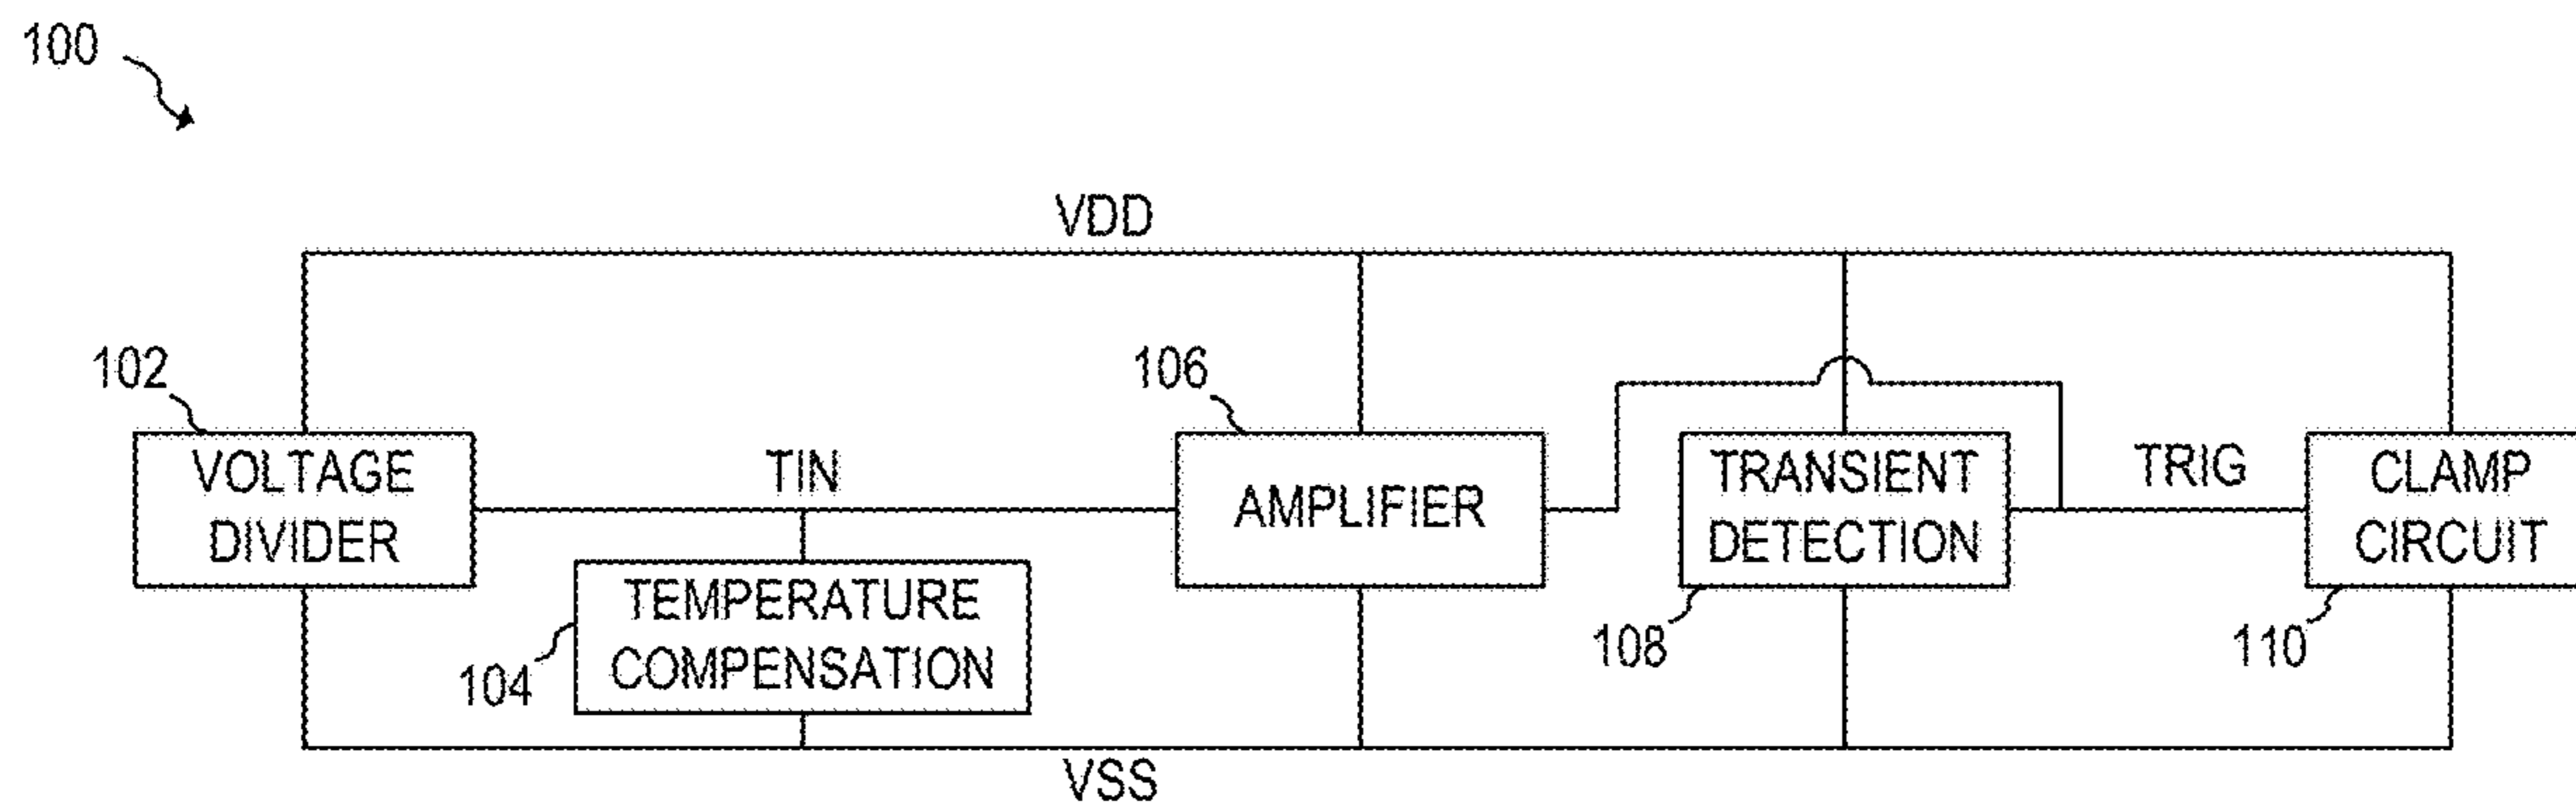 100
VDD
102
106
VOLTAGE
DIVIDER
TIN
AMPLIFIER
TRANSIENT
DETECTION
TRIG
CLAMP
CIRCUIT
TEMPERATURE
COMPENSATION
104
108
110
VSS